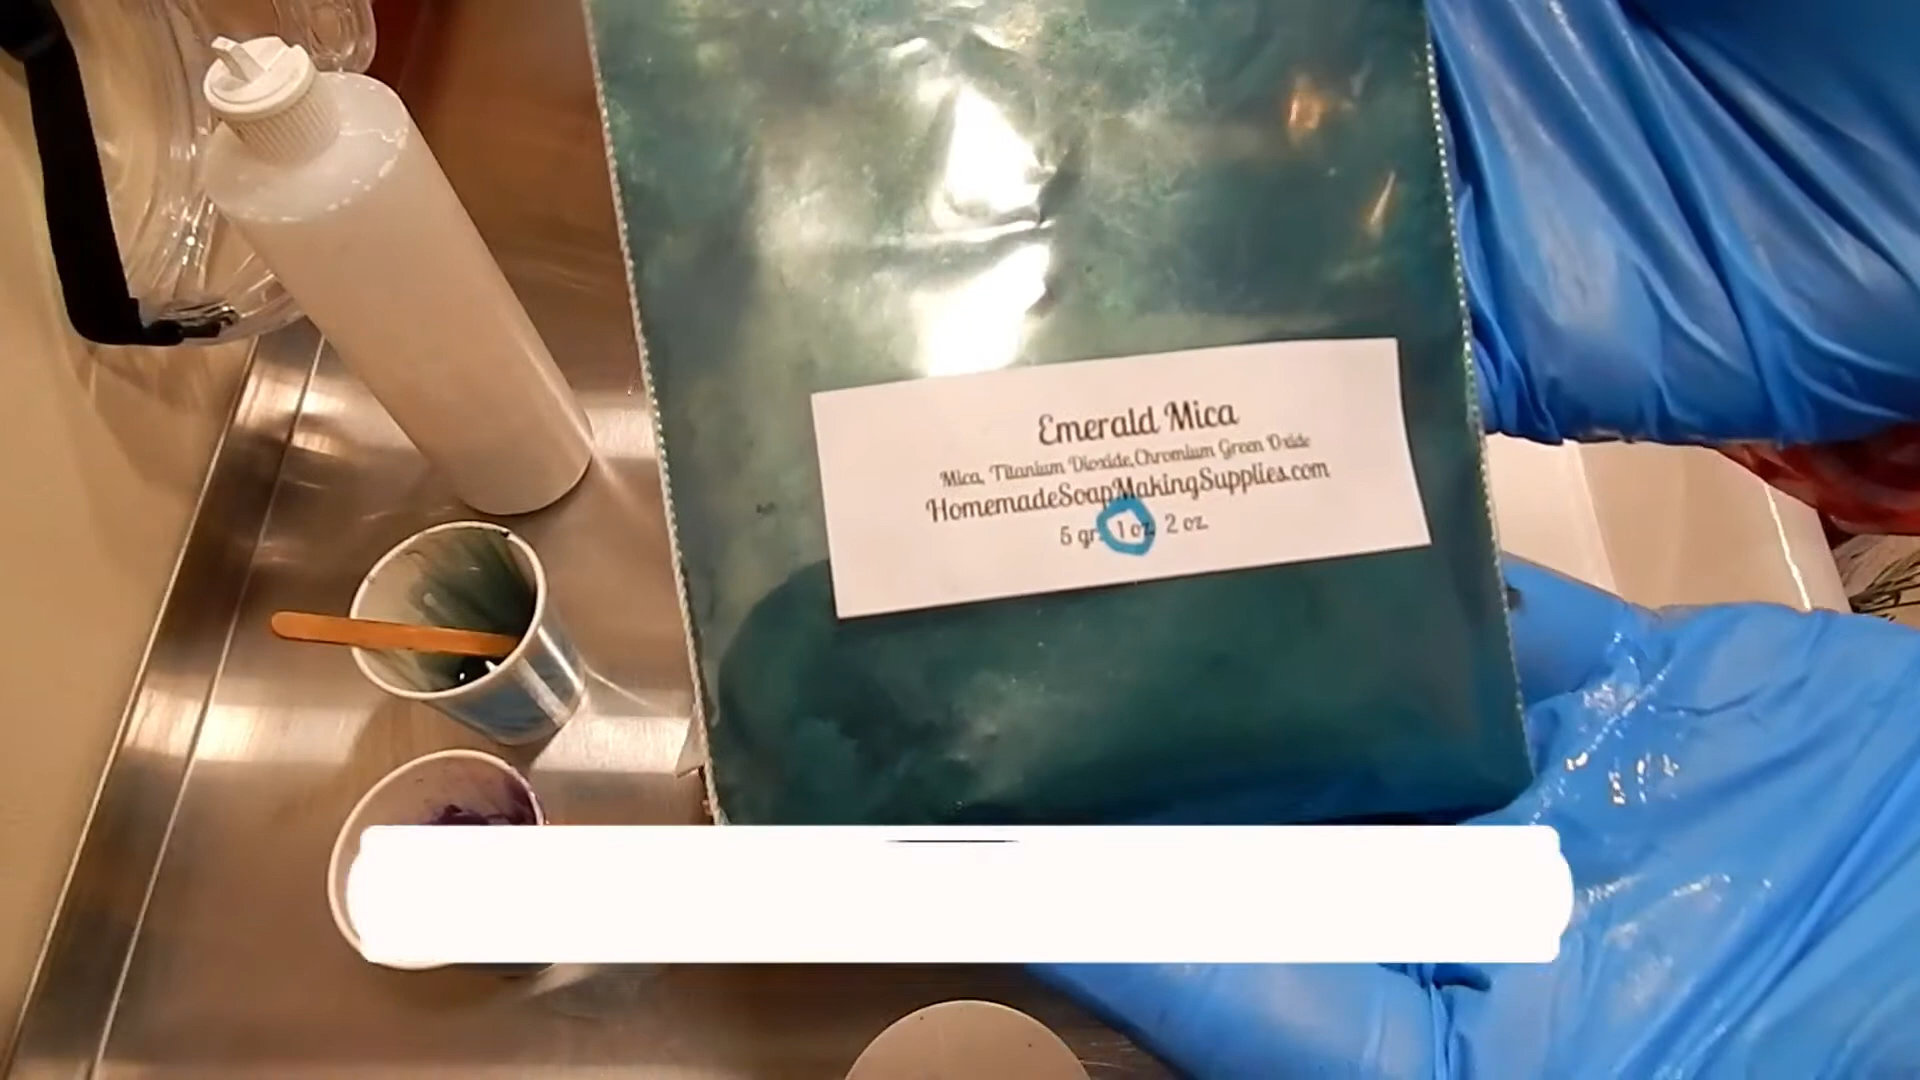 Emerald Mica
Mica, Titanium Dioxide,Chromium Green Oxide
HomemadeSoapMakingSupplies.com
5 gr. 1 oz. 2 oz.